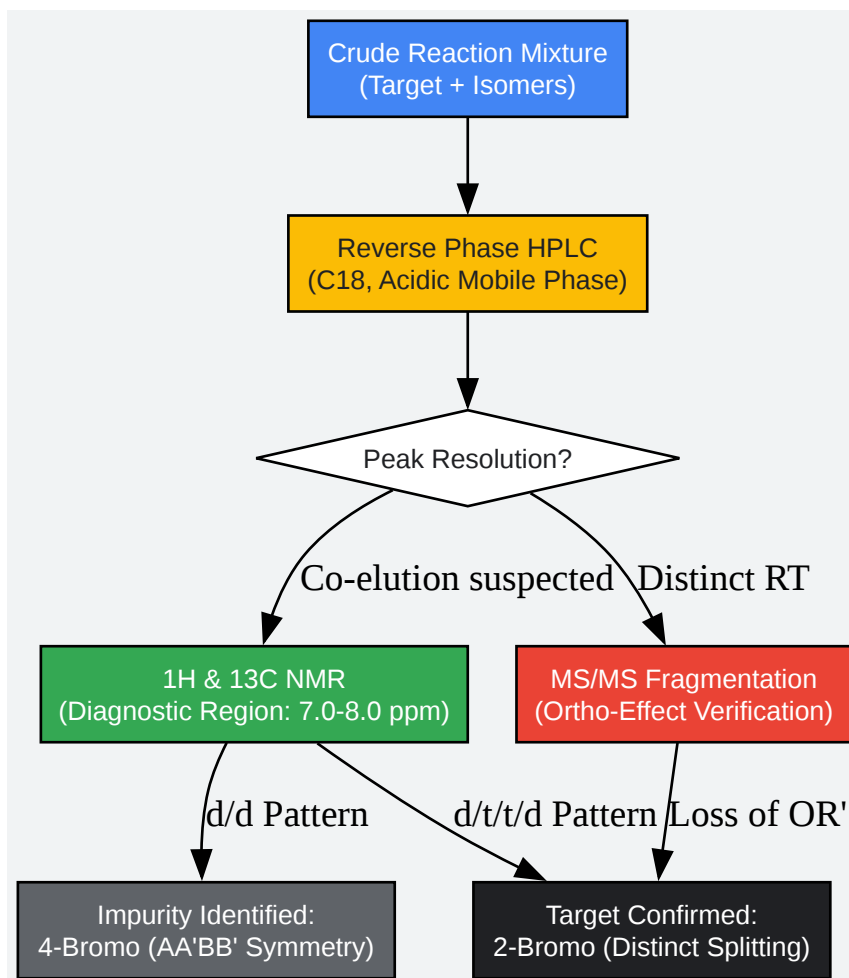 Crude Reaction Mixture
(Target + Isomers)
Reverse Phase HPLC
(C18, Acidic Mobile Phase)
Peak Resolution?
Co-elution suspected
Distinct RT
1H & 13C NMR
(Diagnostic Region: 7.0-8.0 ppm)
MS/MS Fragmentation
(Ortho-Effect Verification)
d/d Pattern
d/t/t/d Pattern
Loss of OR'
Impurity Identified:
4-Bromo (AA'BB' Symmetry)
Target Confirmed:
2-Bromo (Distinct Splitting)